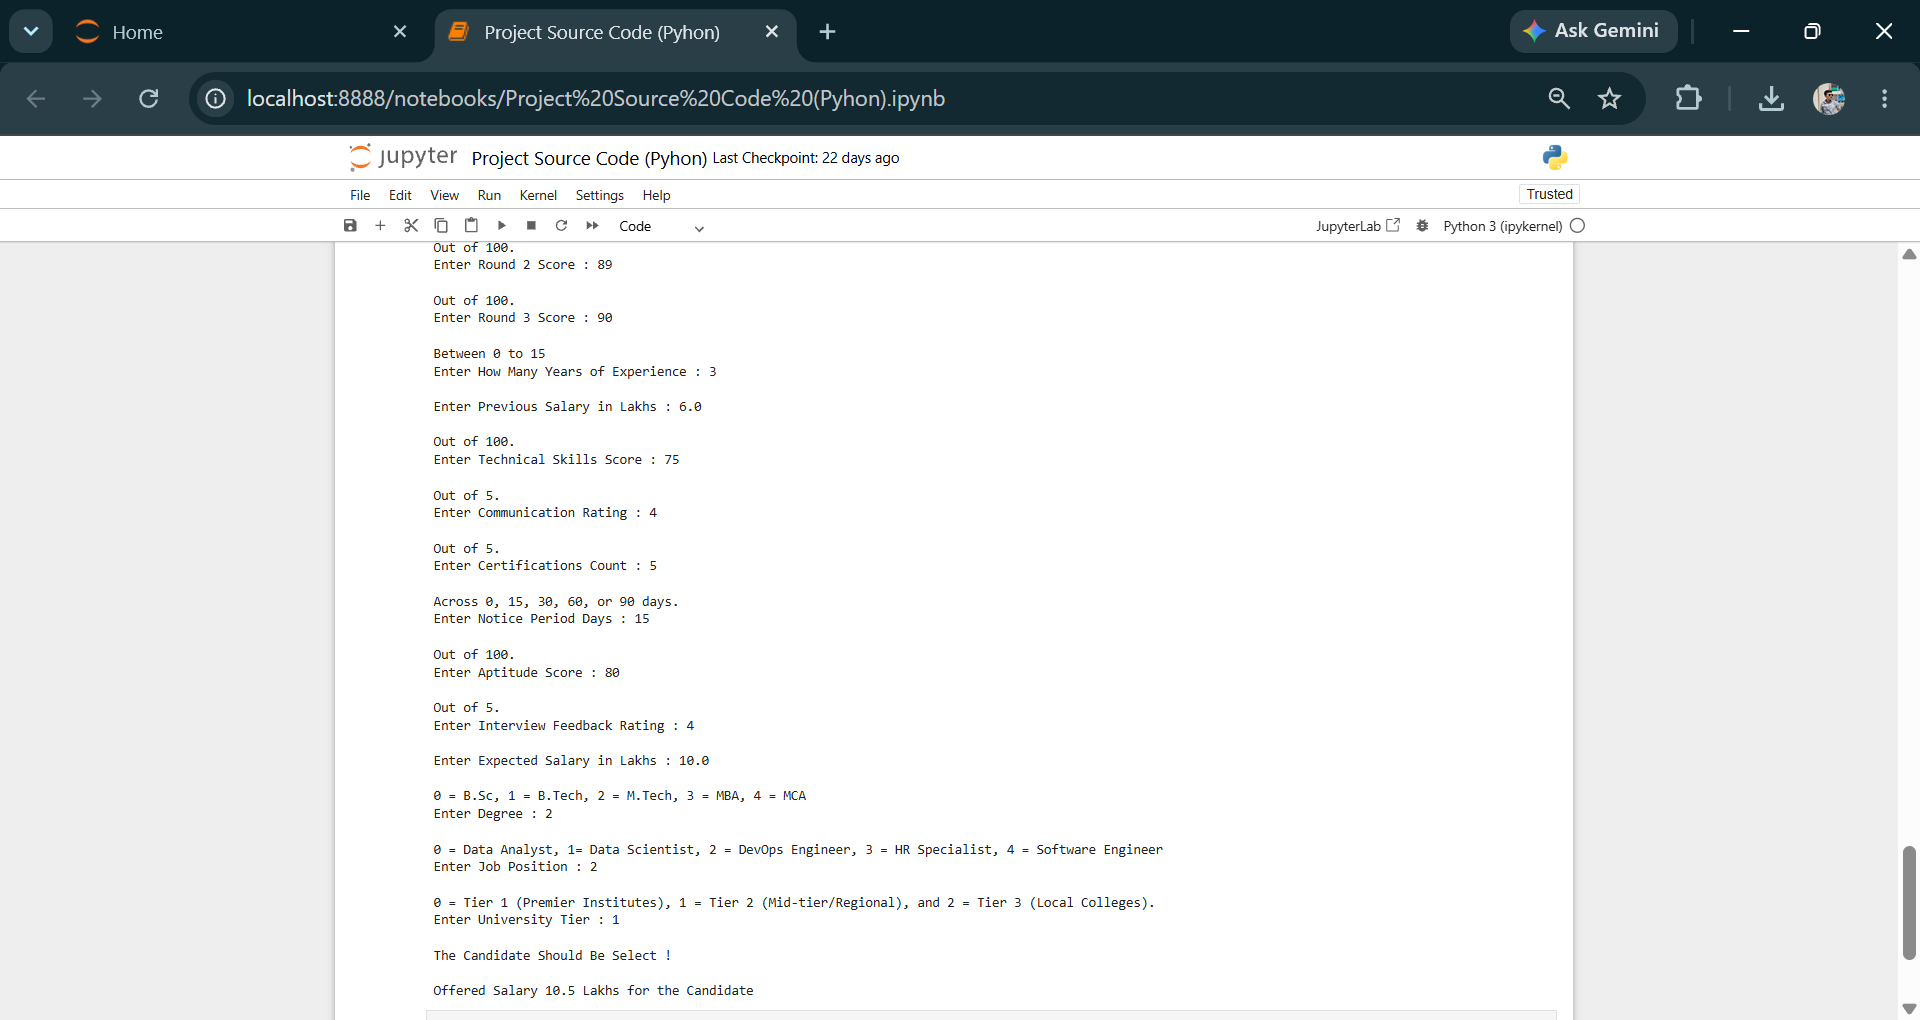 Home
Project Source Code (Pyhon)
Ask Gemini
localhost:8888/notebooks/Project%20Source%20Code%20(Pyhon).ipynb
jupyter Project Source Code (Pyhon) Last Checkpoint: 22 days ago
File Edit View Run Kernel Settings Help
Trusted
Code
JupyterLab
Python 3 (ipykernel)
Out of 100.
Enter Round 2 Score : 89
Out of 100.
Enter Round 3 Score : 90
Between 0 to 15
Enter How Many Years of Experience : 3
Enter Previous Salary in Lakhs : 6.0
Out of 100.
Enter Technical Skills Score : 75
Out of 5.
Enter Communication Rating : 4
Out of 5.
Enter Certifications Count : 5
Across 0, 15, 30, 60, or 90 days.
Enter Notice Period Days : 15
Out of 100.
Enter Aptitude Score : 80
Out of 5.
Enter Interview Feedback Rating : 4
Enter Expected Salary in Lakhs : 10.0
0 = B.Sc, 1 = B.Tech, 2 = M.Tech, 3 = MBA, 4 = MCA
Enter Degree : 2
0 = Data Analyst, 1= Data Scientist, 2 = DevOps Engineer, 3 = HR Specialist, 4 = Software Engineer
Enter Job Position : 2
0 = Tier 1 (Premier Institutes), 1 = Tier 2 (Mid-tier/Regional), and 2 = Tier 3 (Local Colleges).
Enter University Tier : 1
The Candidate Should Be Select !
Offered Salary 10.5 Lakhs for the Candidate